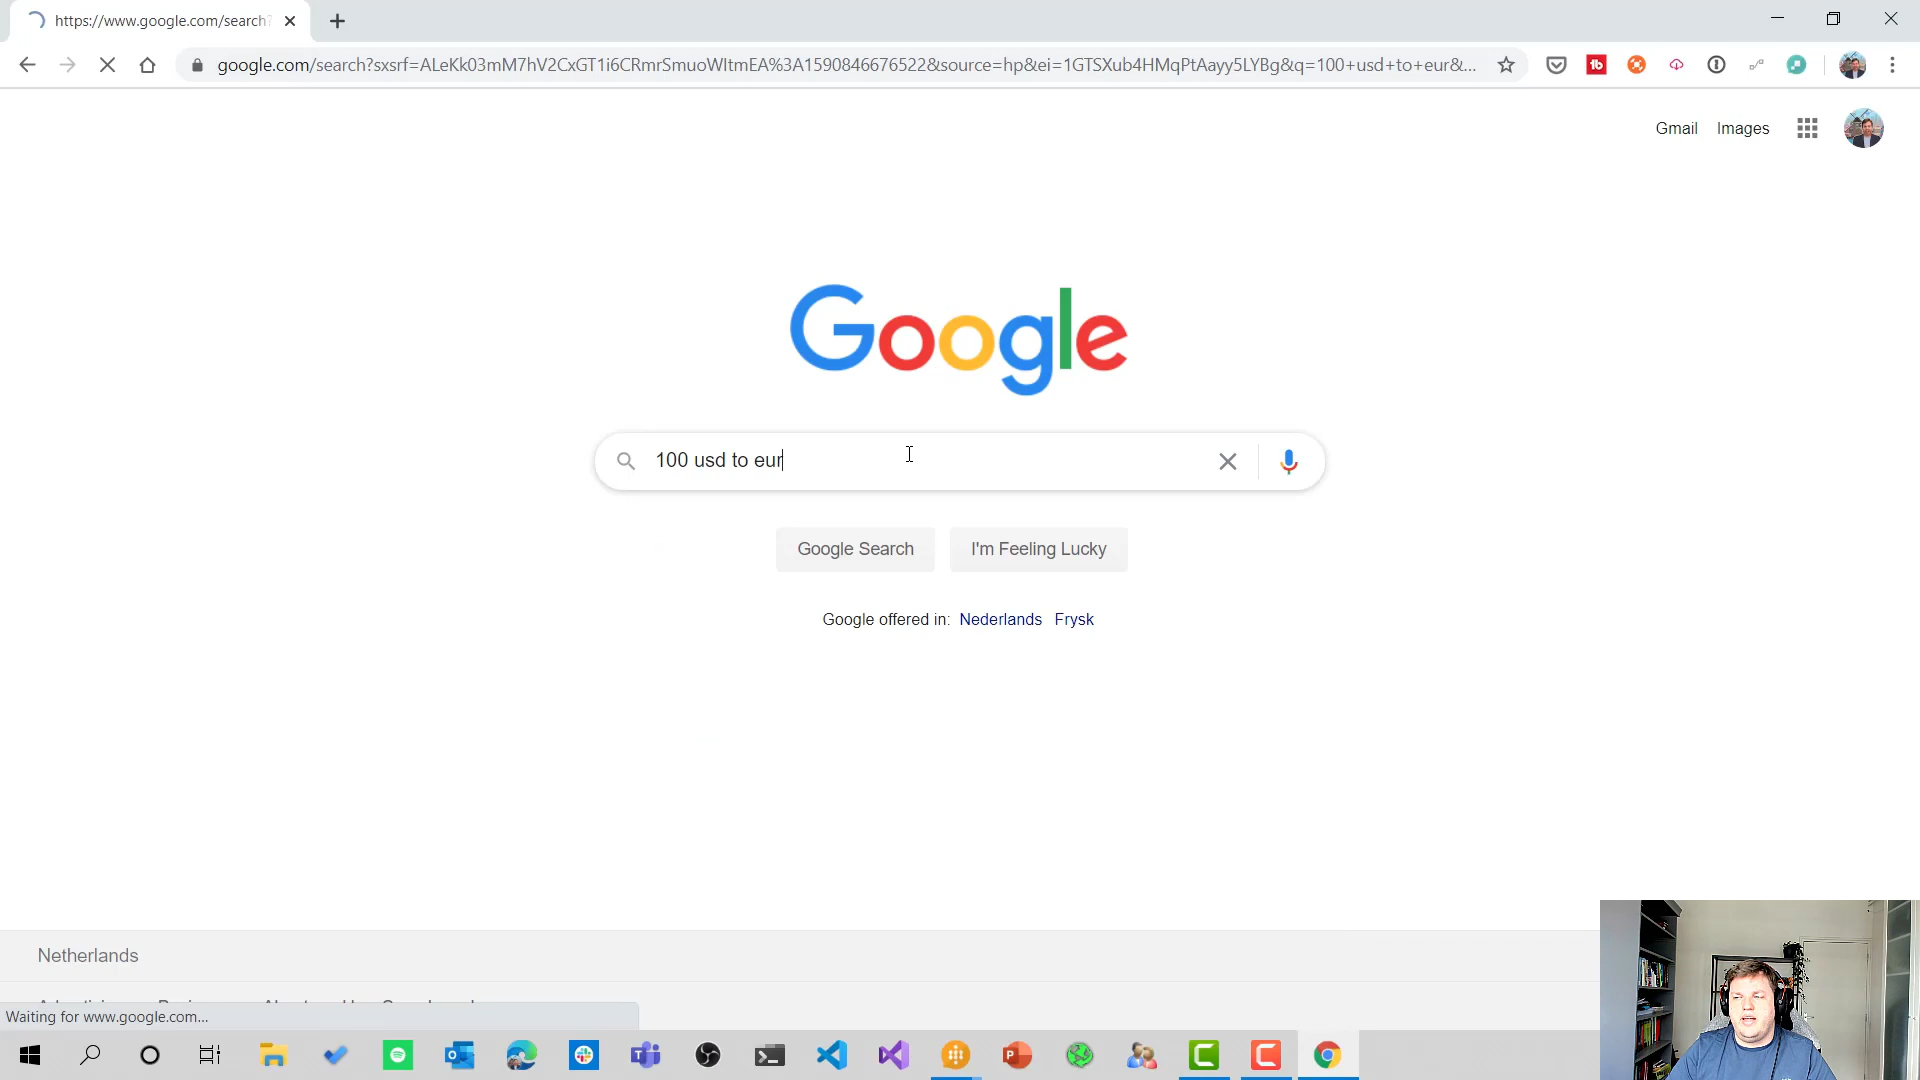 https://www.google.com/search?
google.com/search?sxsrf=ALeKk03mM7hV2CxGT1i6CRmrSmuoWItmEA%3A1590846676522&source=hp&ei=1GTSXub4HMqPtAayy5LYBg&q=100+usd+to+eur&...
Gmail Images
Google
100 usd to eur
Google Search I'm Feeling Lucky
Google offered in: Nederlands Frysk
Netherlands
Waiting for www.google.com...